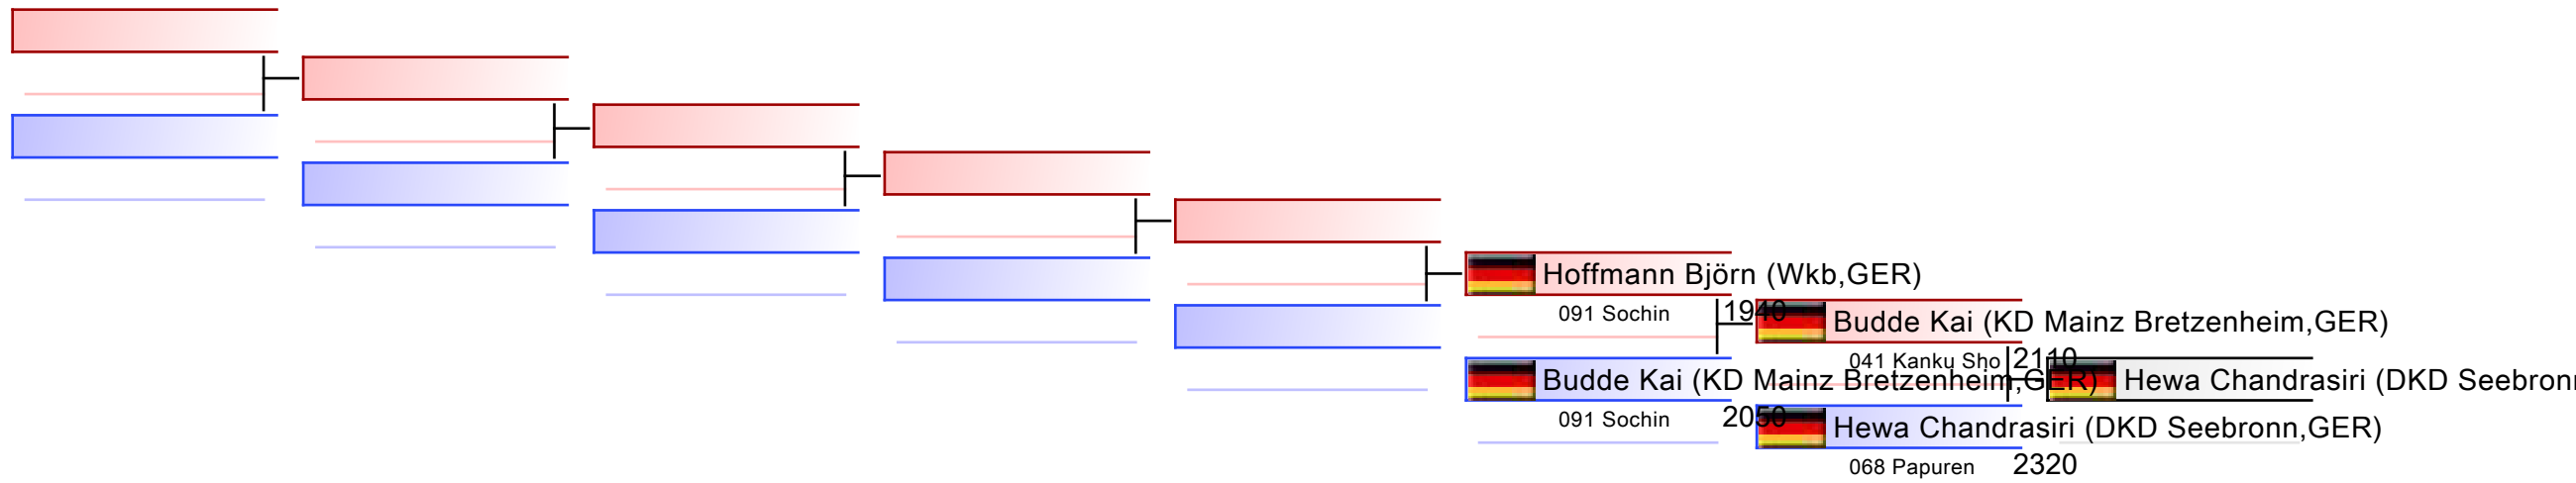 Hoffmann Björn (Wkb,GER)
091 Sochin 1940
Budde Kai (KD Mainz Bretzenheim,GER)
041 Kanku Sho 2110
Budde Kai (KD Mainz Bretzenheim,GER)
Hewa Chandrasiri (DKD Seebronn
091 Sochin 2050
Hewa Chandrasiri (DKD Seebronn,GER)
068 Papuren 2320